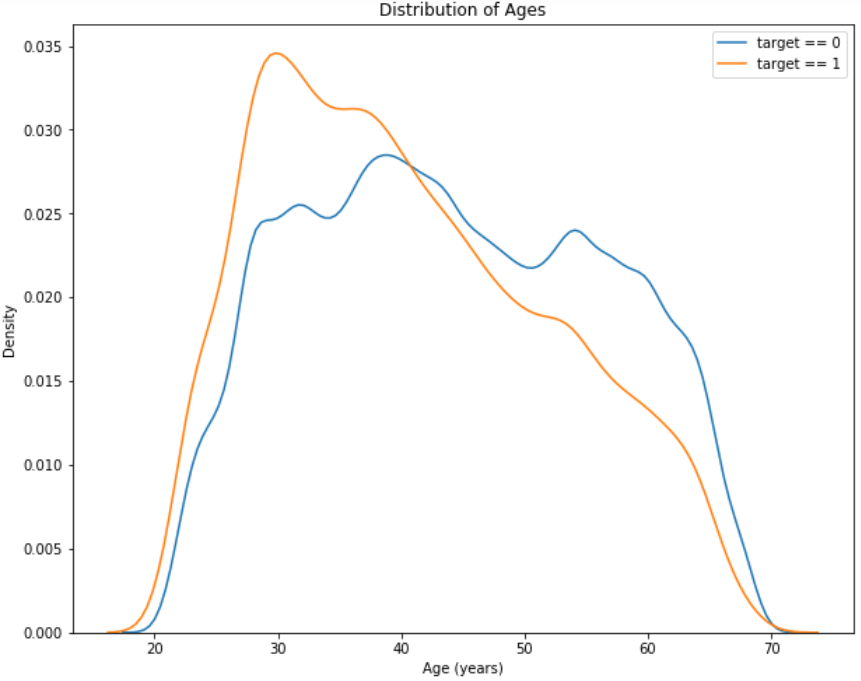 Distribution of Ages
target == 0
target == 1
0.035
0.030
0.025
0.020
0.015
0.010
0.005
0.000
Density
20 30 40 50 60 70
Age (years)